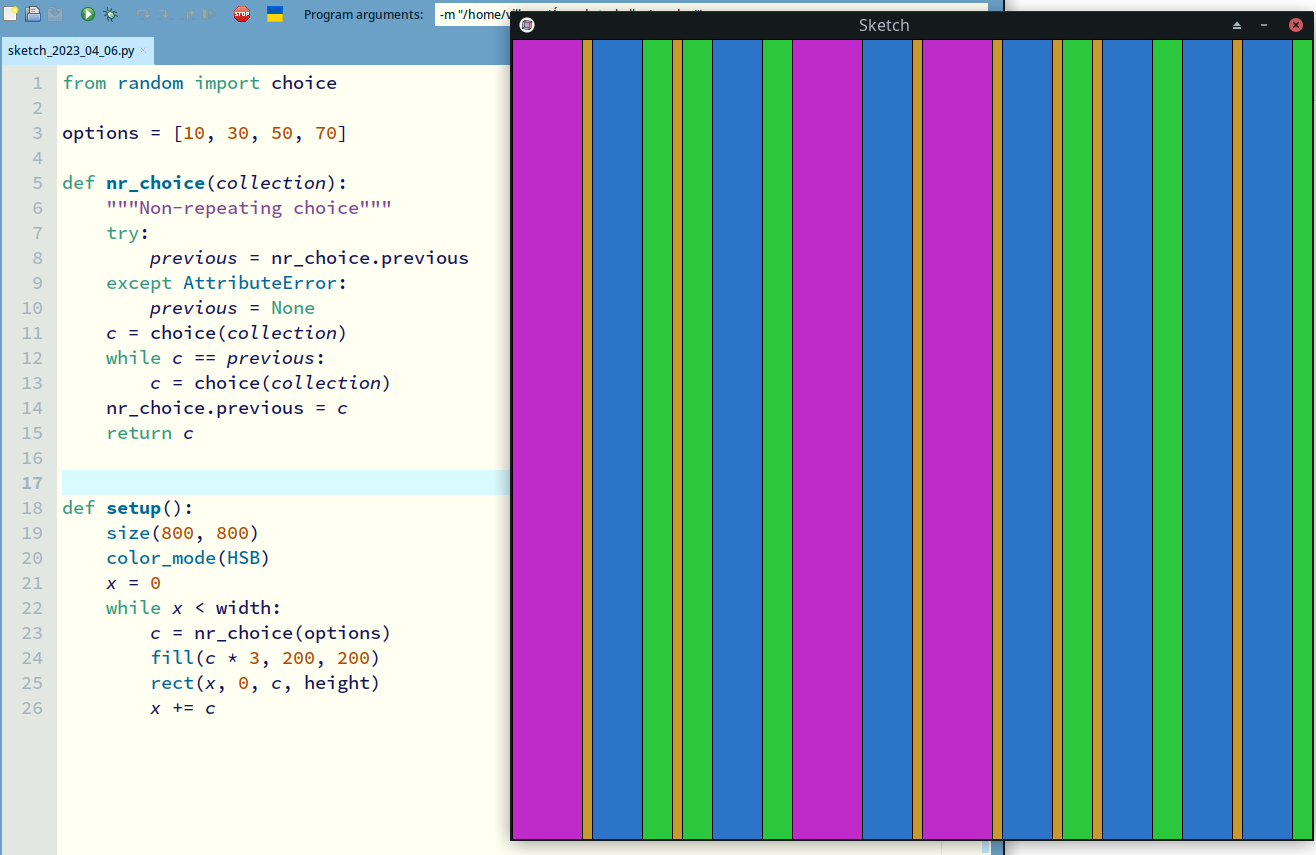 STOP
Program arguments:
-m "/home/vill
Sketch
sketch_2023_04_06.py
1 from random import choice
2
3 options = [10, 30, 50, 70]
4
5 def nr_choice(collection):
6     """Non-repeating choice"""
7     try:
8         previous = nr_choice.previous
9     except AttributeError:
10         previous = None
11     c = choice(collection)
12     while c == previous:
13         c = choice(collection)
14     nr_choice.previous = c
15     return c
16
17
18 def setup():
19     size(800, 800)
20     color_mode(HSB)
21     x = 0
22     while x < width:
23         c = nr_choice(options)
24         fill(c * 3, 200, 200)
25         rect(x, 0, c, height)
26         x += c